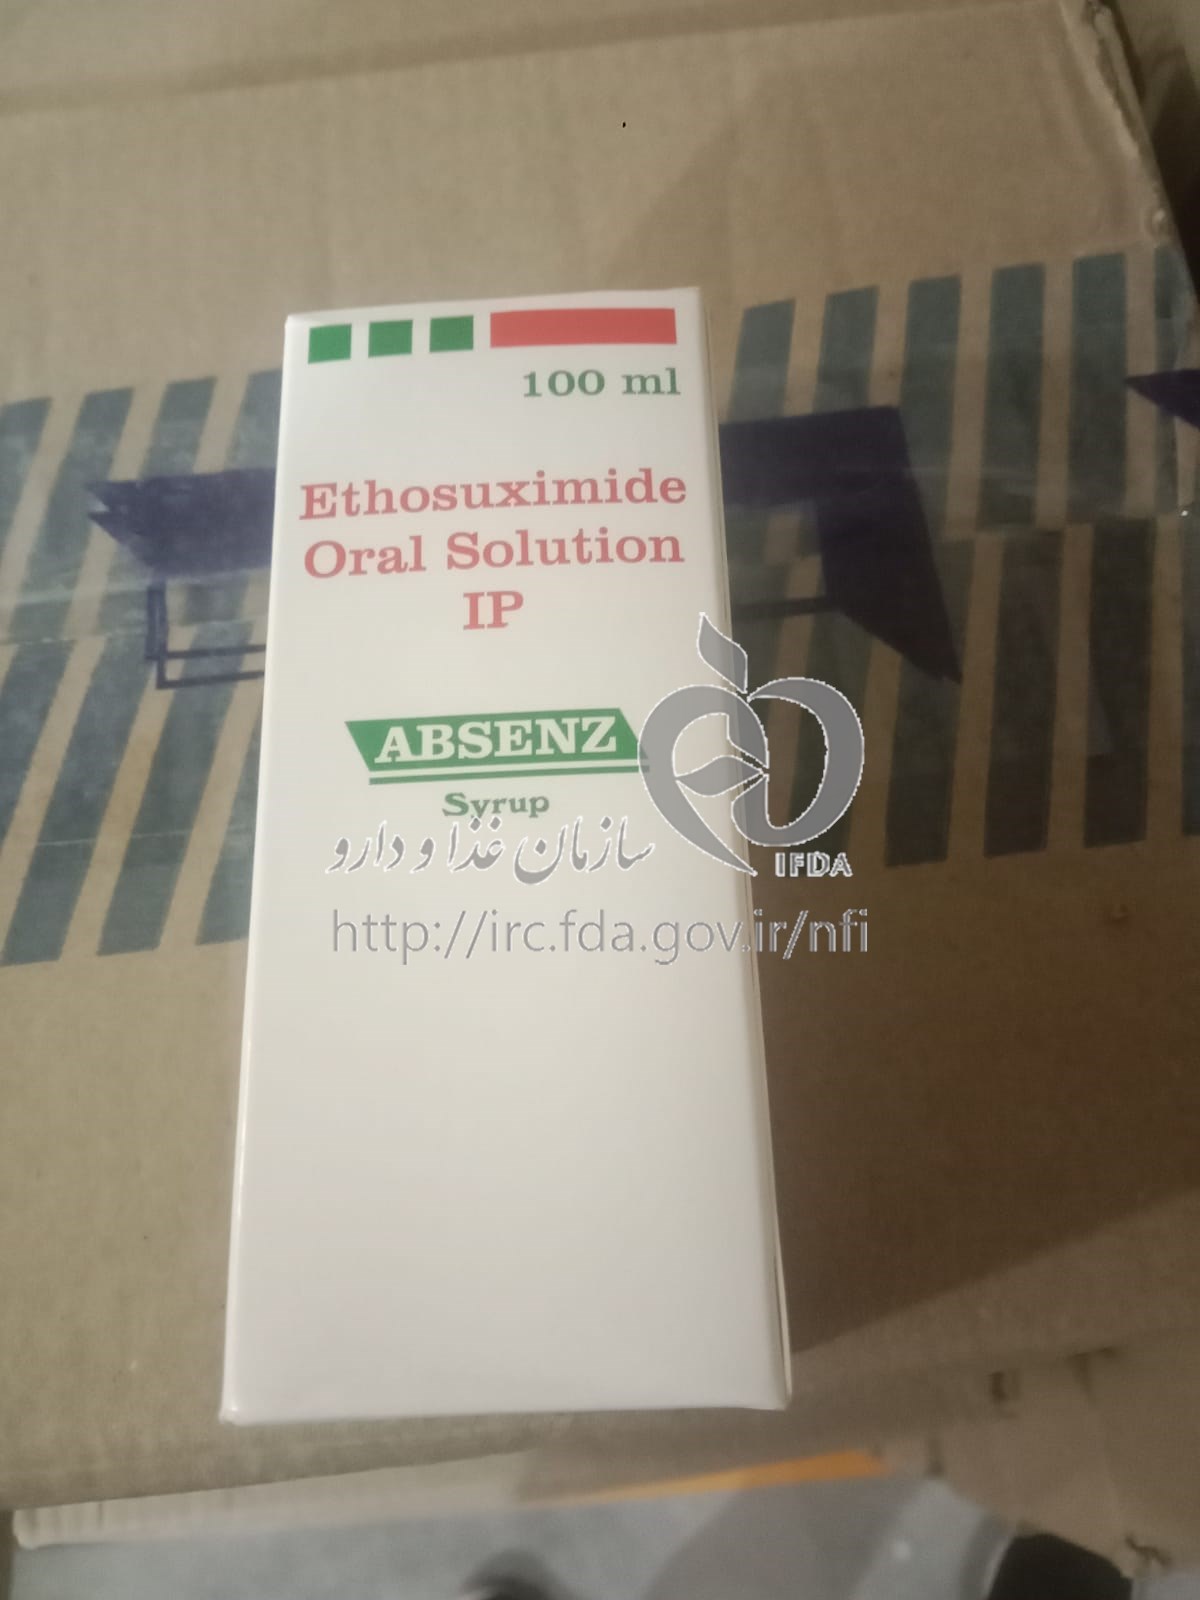 100 ml
Ethosuximide
Oral Solution
IP
ABSENZ
Syrup
سازمان غذا و دارو
IFDA
http://irc.fda.gov.ir/nfi